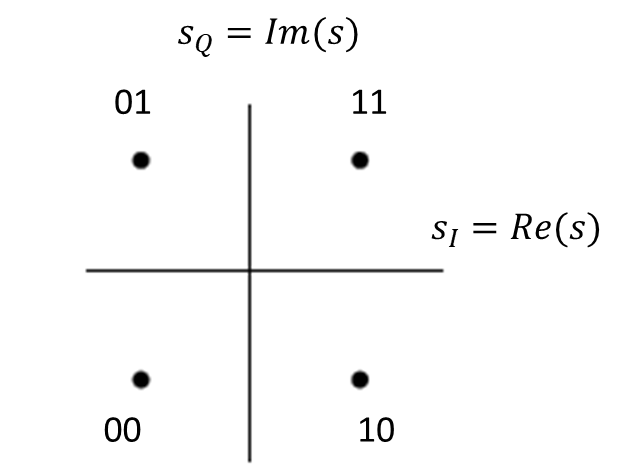 s_Q = Im(s)
01 11
s_I = Re(s)
00 10